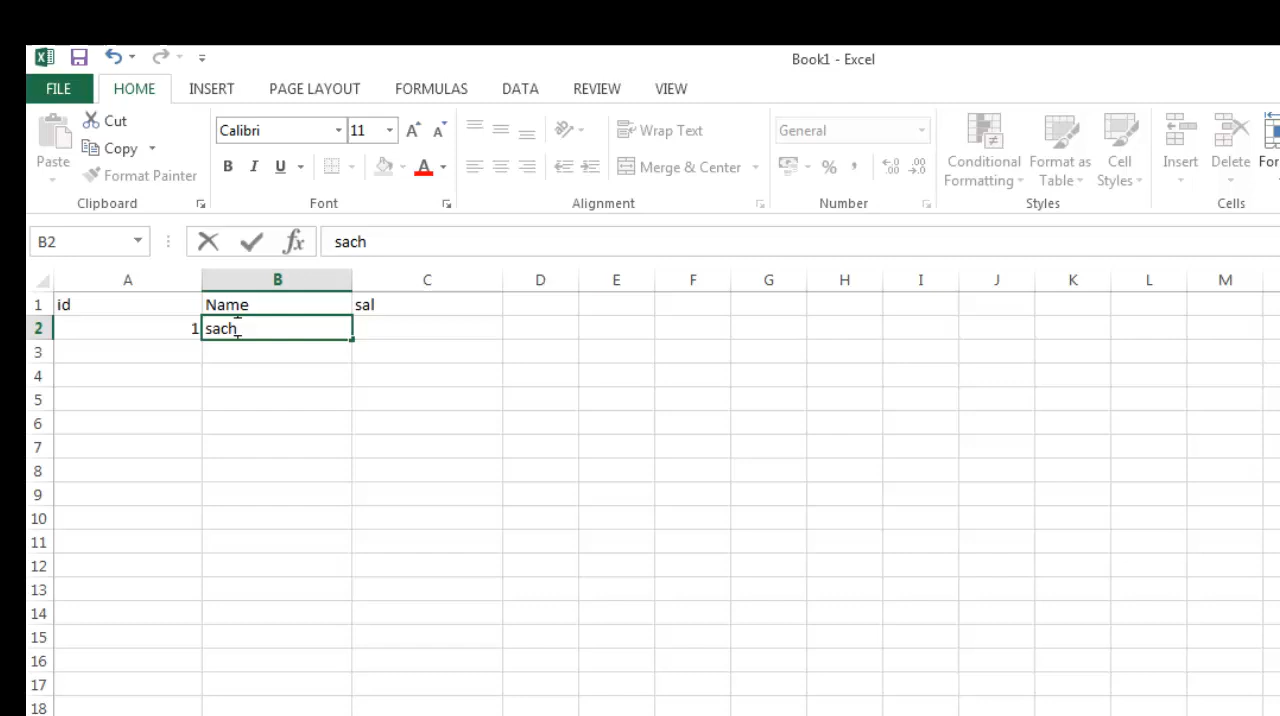 Book1 - Excel
FILE HOME INSERT PAGE LAYOUT FORMULAS DATA REVIEW VIEW
Paste
Cut
Copy
Format Painter
Clipboard
Calibri 11 A A
B I U A
Font
Wrap Text
Merge & Center
Alignment
General
% , .00 .00
Number
Conditional Formatting
Format as Table
Cell Styles
Styles
Insert
Delete
Cells
B2 fx sach
A B C D E F G H I J K L M
1 id Name sal
2 1 sach
3
4
5
6
7
8
9
10
11
12
13
14
15
16
17
18